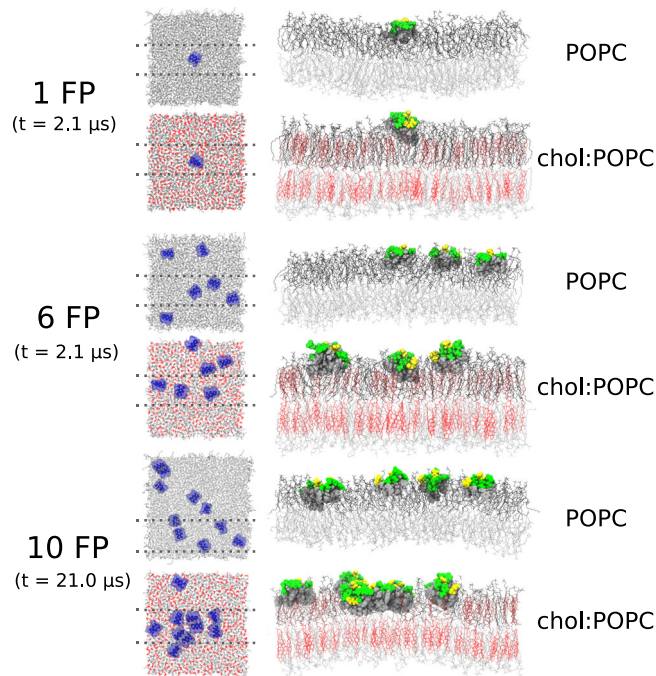 POPC
1 FP
(t = 2.1 μs)
chol:POPC
POPC
6 FP
(t = 2.1 μs)
chol:POPC
POPC
10 FP
(t = 21.0 μs)
chol:POPC